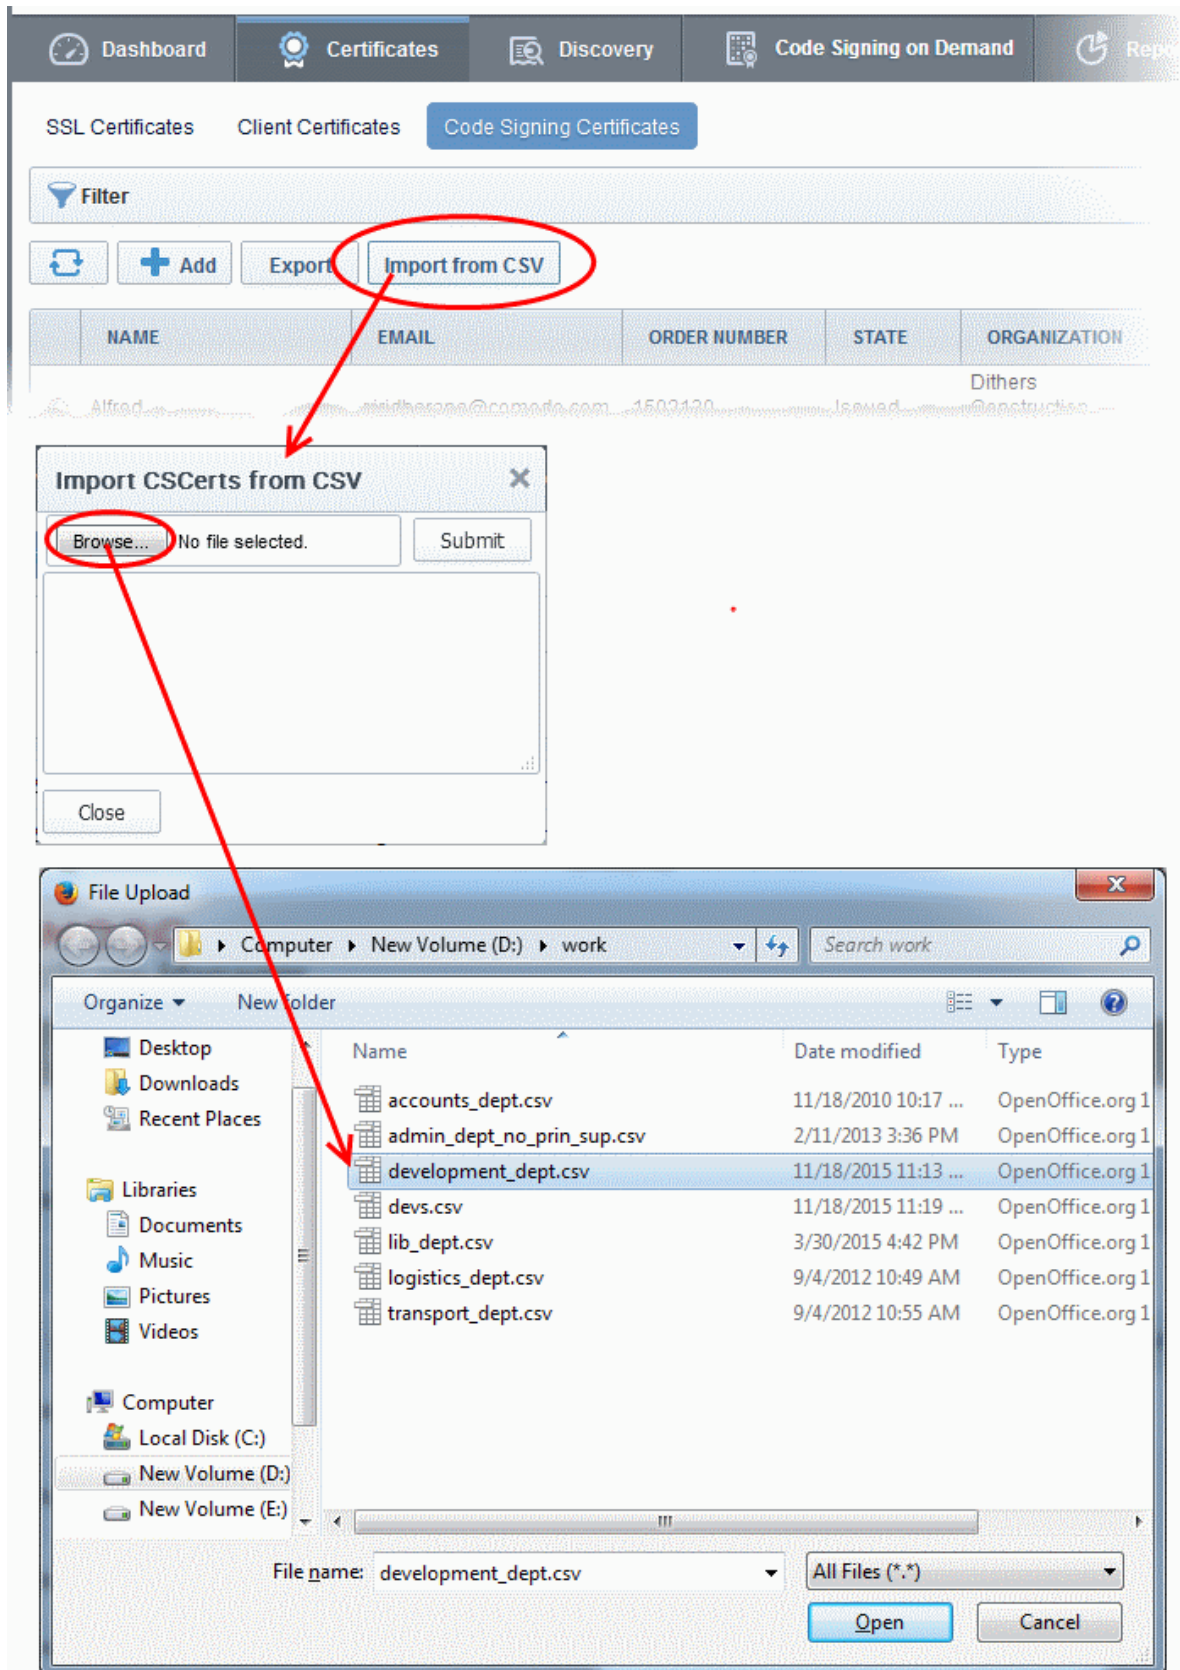 Dashboard Certificates Discovery Code Signing on Demand
SSL Certificates Client Certificates Code Signing Certificates
Filter
Add Export Import from CSV
NAME EMAIL ORDER NUMBER STATE ORGANIZATION
Dithers
Alfred 1502120 Issued Construction
Import CSCerts from CSV
Browse... No file selected. Submit
Close
File Upload
Computer New Volume (D:) work Search work
Organize New folder
Desktop Name Date modified Type
Downloads accounts_dept.csv 11/18/2010 10:17 ... OpenOffice.org 1
Recent Places admin_dept_no_prin_sup.csv 2/11/2013 3:36 PM OpenOffice.org 1
development_dept.csv 11/18/2015 11:13 ... OpenOffice.org 1
Libraries devs.csv 11/18/2015 11:19 ... OpenOffice.org 1
Documents lib_dept.csv 3/30/2015 4:42 PM OpenOffice.org 1
Music logistics_dept.csv 9/4/2012 10:49 AM OpenOffice.org 1
Pictures transport_dept.csv 9/4/2012 10:55 AM OpenOffice.org 1
Videos
Computer
Local Disk (C:)
New Volume (D:)
New Volume (E:)
File name: development_dept.csv All Files (*.*)
Open Cancel